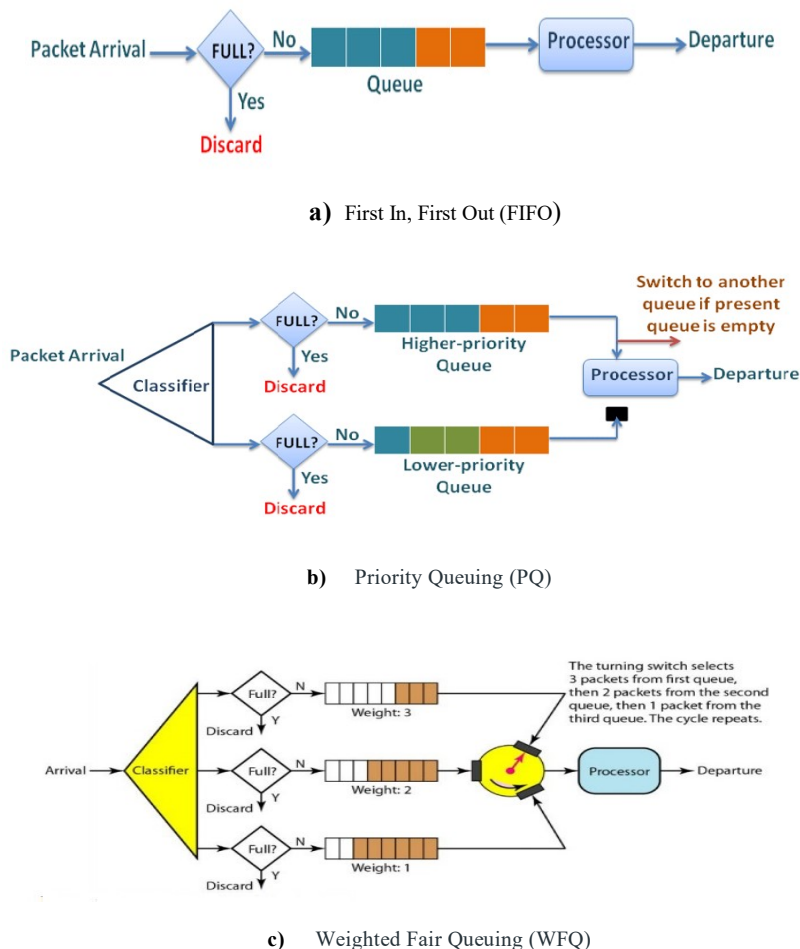 Packet Arrival
FULL?
No
Queue
Processor
Departure
Yes
Discard
a) First In, First Out (FIFO)
Packet Arrival
Classifier
FULL?
No
Yes
Discard
Higher-priority
Queue
Switch to another
queue if present
queue is empty
Processor
Departure
FULL?
No
Yes
Discard
Lower-priority
Queue
b) Priority Queuing (PQ)
Arrival
Classifier
Full?
N
Y
Discard
Weight: 3
The turning switch selects
3 packets from first queue,
then 2 packets from the second
queue, then 1 packet from the
third queue. The cycle repeats.
Full?
N
Y
Discard
Weight: 2
Processor
Departure
Full?
N
Y
Discard
Weight: 1
c) Weighted Fair Queuing (WFQ)